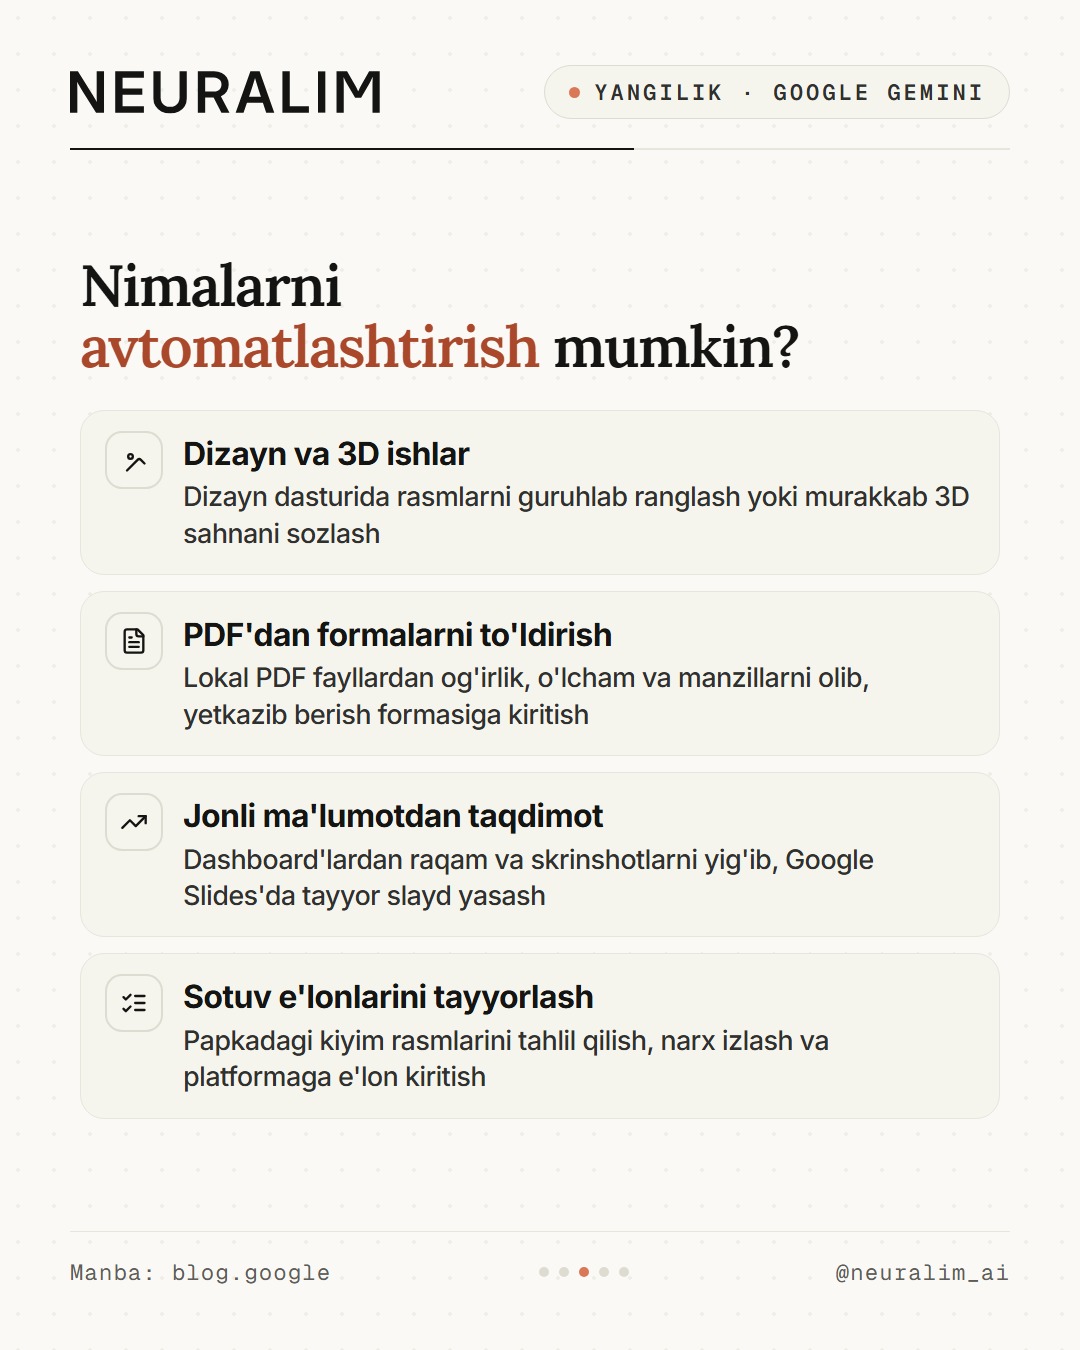 NEURALIM
YANGILIK · GOOGLE GEMINI
Nimalarni
avtomatlashtirish mumkin?
Dizayn va 3D ishlar
Dizayn dasturida rasmlarni guruhlab ranglash yoki murakkab 3D
sahnani sozlash
PDF'dan formalarni to'ldirish
Lokal PDF fayllardan og'irlik, o'lcham va manzillarni olib,
yetkazib berish formasiga kiritish
Jonli ma'lumotdan taqdimot
Dashboard'lardan raqam va skrinshotlarni yig'ib, Google
Slides'da tayyor slayd yasash
Sotuv e'lonlarini tayyorlash
Papkadagi kiyim rasmlarini tahlil qilish, narx izlash va
platformaga e'lon kiritish
Manba: blog.google
@neuralim_ai